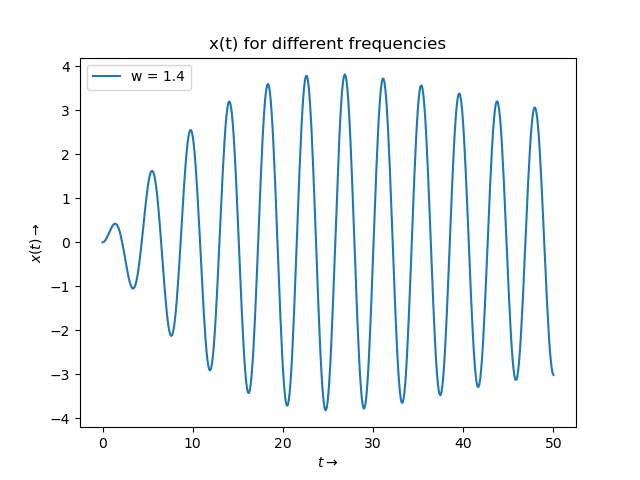 x(t) for different frequencies
w = 1.4
x(t) →
4
3
2
1
0
−1
−2
−3
−4
0 10 20 30 40 50
t →